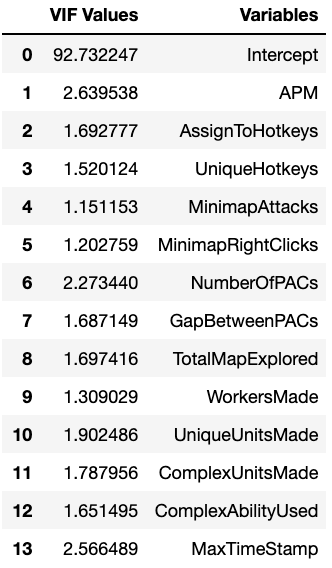 VIF Values Variables
0 92.732247 Intercept
1 2.639538 APM
2 1.692777 AssignToHotkeys
3 1.520124 UniqueHotkeys
4 1.151153 MinimapAttacks
5 1.202759 MinimapRightClicks
6 2.273440 NumberOfPACs
7 1.687149 GapBetweenPACs
8 1.697416 TotalMapExplored
9 1.309029 WorkersMade
10 1.902486 UniqueUnitsMade
11 1.787956 ComplexUnitsMade
12 1.651495 ComplexAbilityUsed
13 2.566489 MaxTimeStamp